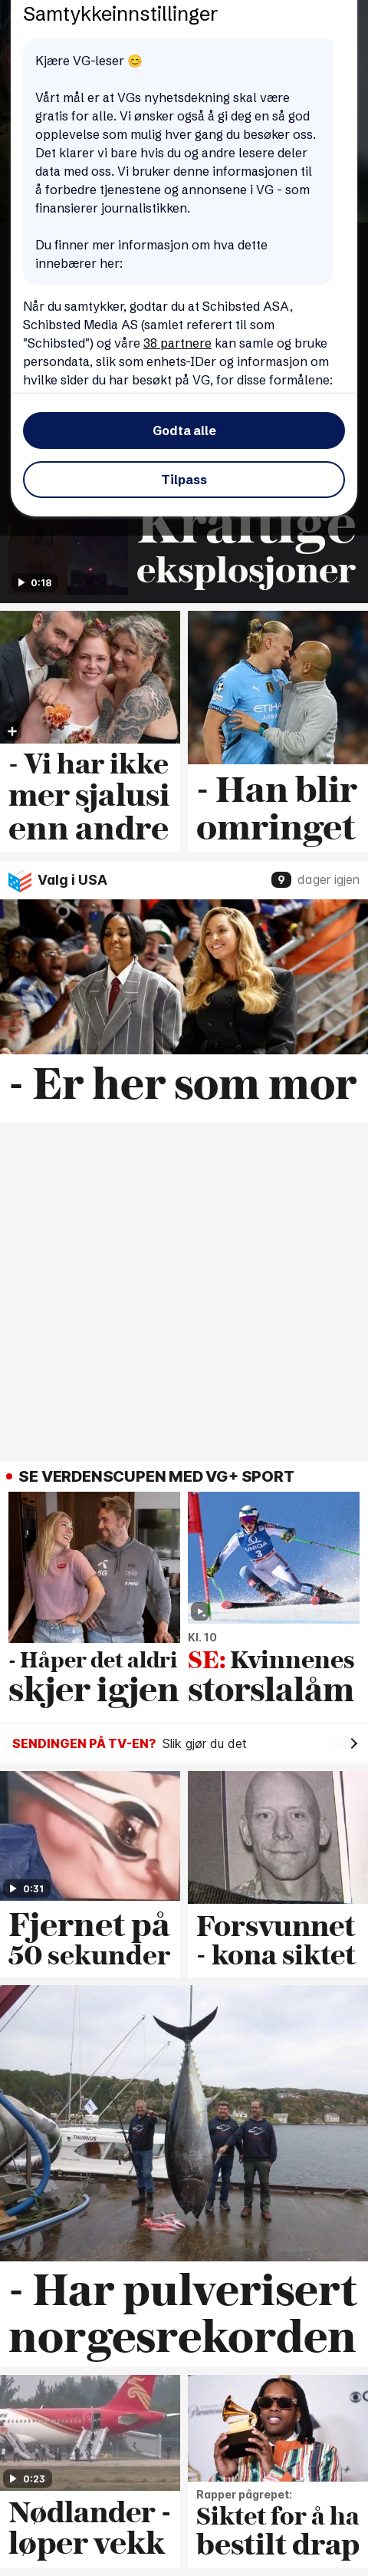 Samtykkeinnstillinger
Kjære VG-leser 😊
Vårt mål er at VGs nyhetsdekning skal være
gratis for alle. Vi ønsker også å gi deg en så god
opplevelse som mulig hver gang du besøker oss.
Det klarer vi bare hvis du og andre lesere deler
data med oss. Vi bruker denne informasjonen til
å forbedre tjenestene og annonsene i VG - som
finansierer journalistikken.
Du finner mer informasjon om hva dette
innebærer her:
Når du samtykker, godtar du at Schibsted ASA,
Schibsted Media AS (samlet referert til som
"Schibsted") og våre 38 partnere kan samle og bruke
persondata, slik som enhets-IDer og informasjon om
hvilke sider du har besøkt på VG, for disse formålene:
Godta alle
Tilpass
Kraftige
eksplosjoner
0:18
- Vi har ikke
mer sjalusi
enn andre
ETIHAD
- Han blir
omringet
Valg i USA
9 dager igjen
- Er her som mor
SE VERDENSCUPEN MED VG+ SPORT
- Håper det aldri
skjer igjen
UNIQA
3
Kl. 10
SE: Kvinnenes
storslalåm
SENDINGEN PÅ TV-EN? Slik gjør du det
0:31
Fjernet på
50 sekunder
Forsvunnet
- kona siktet
THUNNUS
- Har pulverisert
norgesrekorden
0:23
Nødlander -
løper vekk
Rapper pågrepet:
Siktet for å ha
bestilt drap